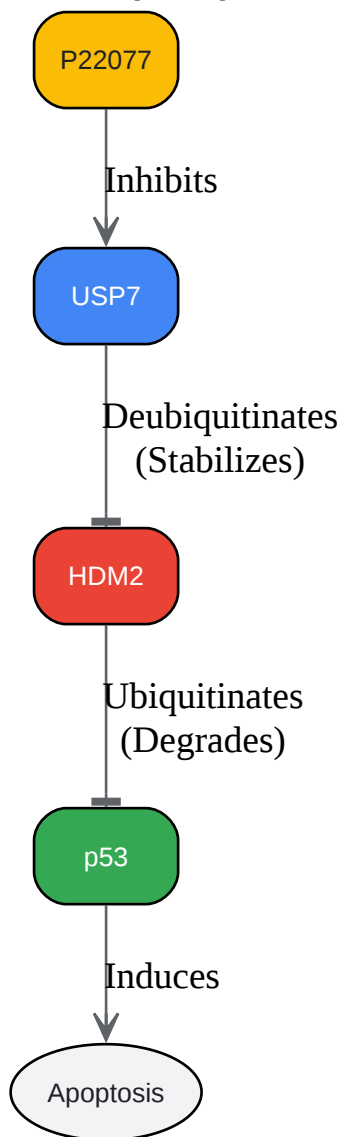 P22077
Inhibits
USP7
Deubiquitinates
(Stabilizes)
HDM2
Ubiquitinates
(Degrades)
p53
Induces
Apoptosis